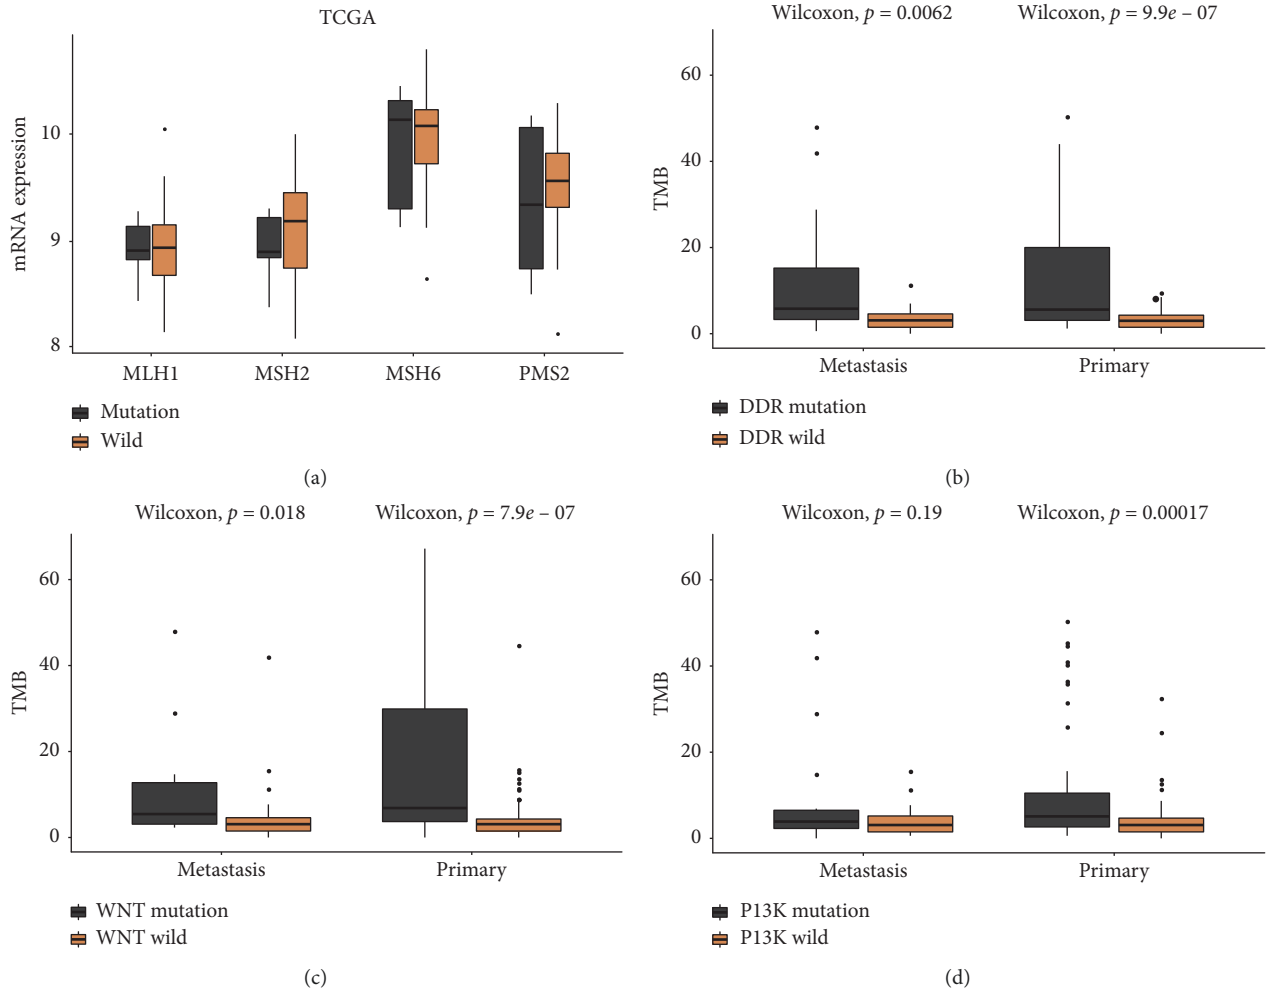 TCGA
mRNA expression
10
9
8
MLH1 MSH2 MSH6 PMS2
Mutation
Wild
(a)
Wilcoxon, p = 0.0062 Wilcoxon, p = 9.9e – 07
TMB
60
40
20
0
Metastasis Primary
DDR mutation
DDR wild
(b)
Wilcoxon, p = 0.018 Wilcoxon, p = 7.9e – 07
TMB
60
40
20
0
Metastasis Primary
WNT mutation
WNT wild
(c)
Wilcoxon, p = 0.19 Wilcoxon, p = 0.00017
TMB
60
40
20
0
Metastasis Primary
P13K mutation
P13K wild
(d)